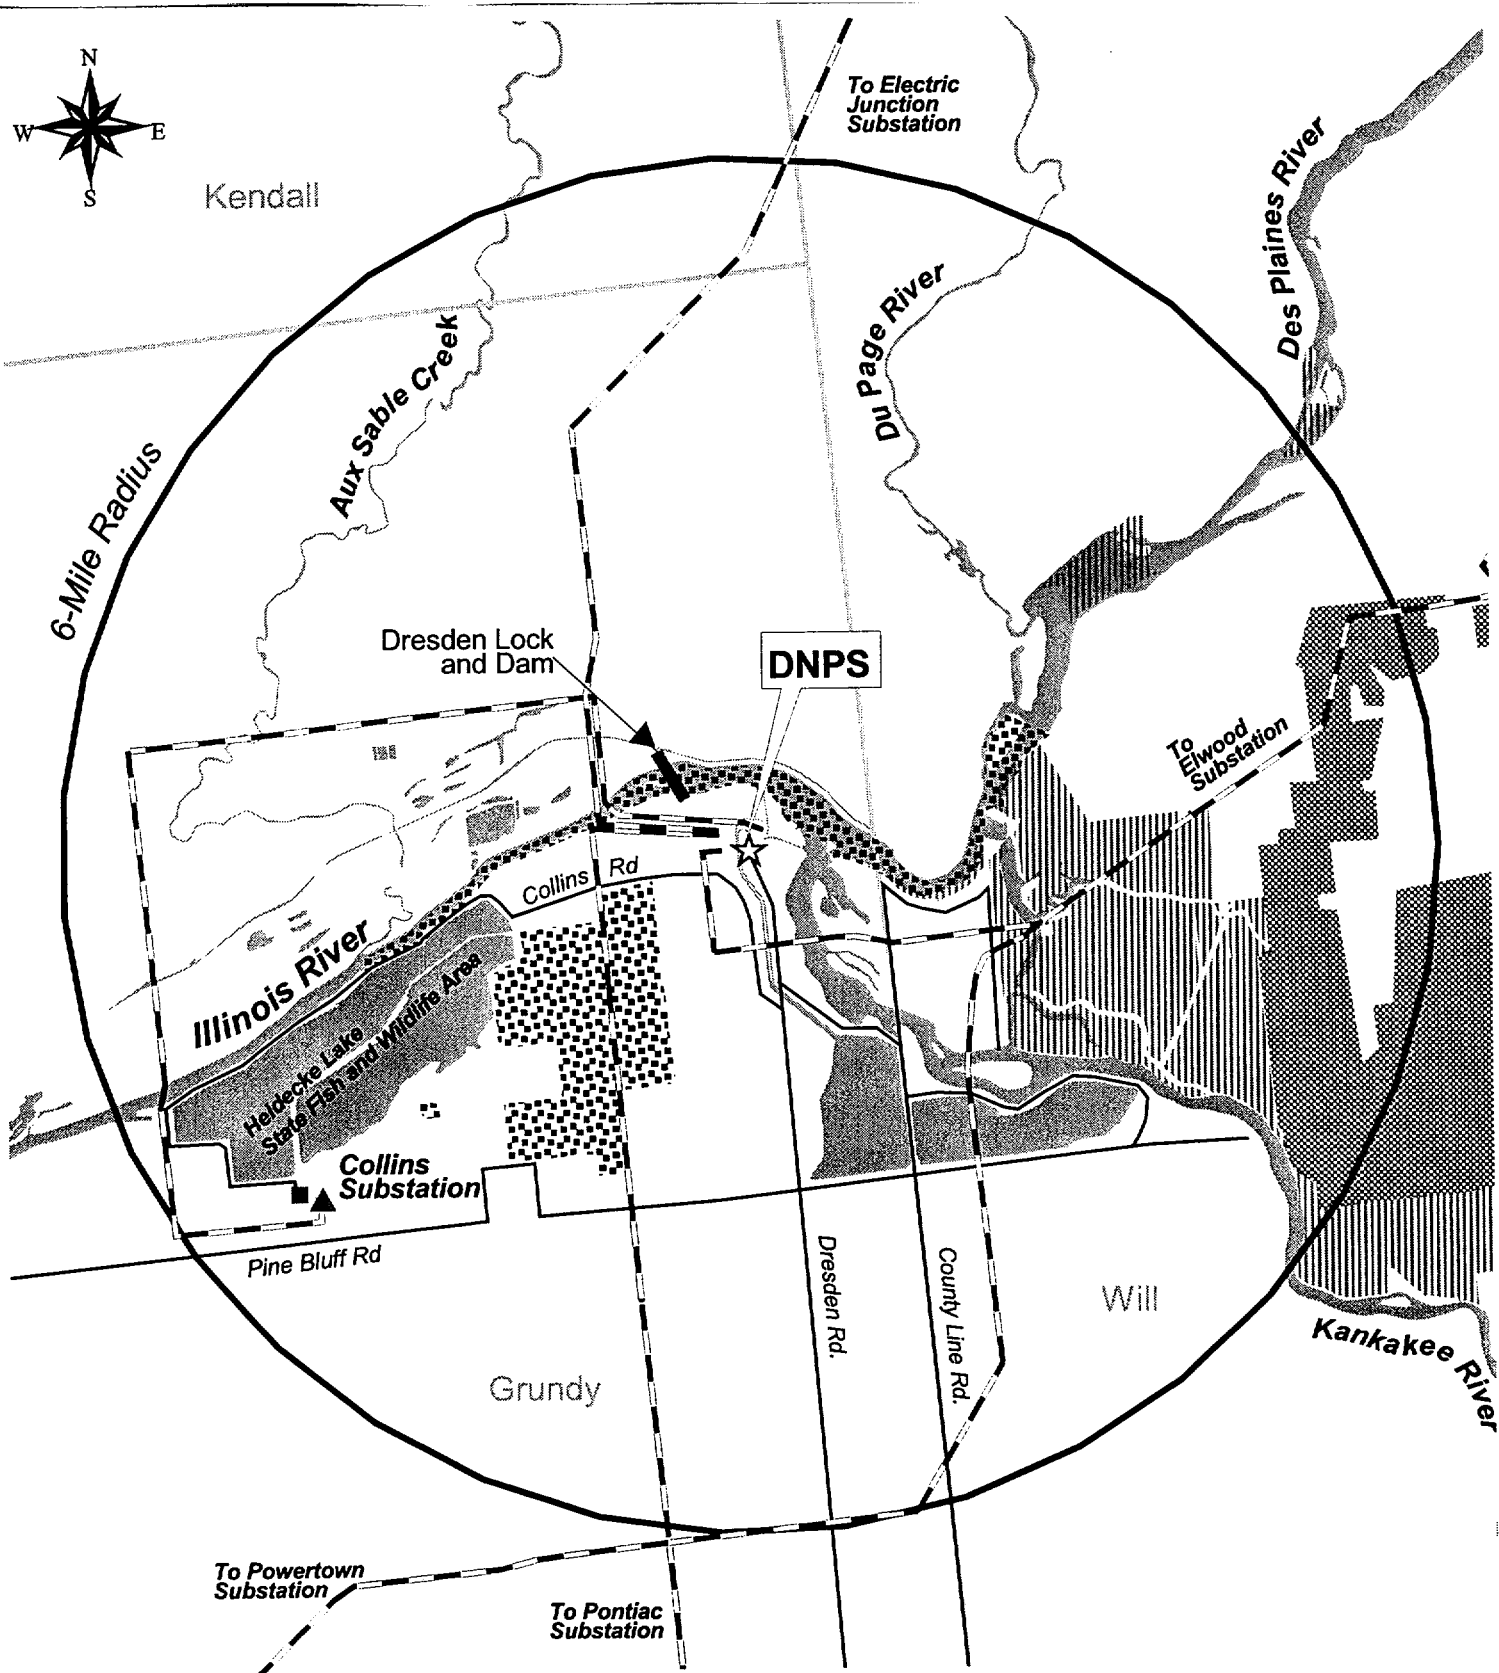 N
W
E
S
To Electric
Junction
Substation
Kendall
Des Plaines River
Du Page River
Aux Sable Creek
6-Mile Radius
Dresden Lock
and Dam
DNPS
To
Elwood
Substation
Collins Rd
Illinois River
Heidecke Lake
State Fish and Wildlife Area
Collins
Substation
Pine Bluff Rd
Dresden Rd.
County Line Rd.
Will
Kankakee River
Grundy
To Powertown
Substation
To Pontiac
Substation